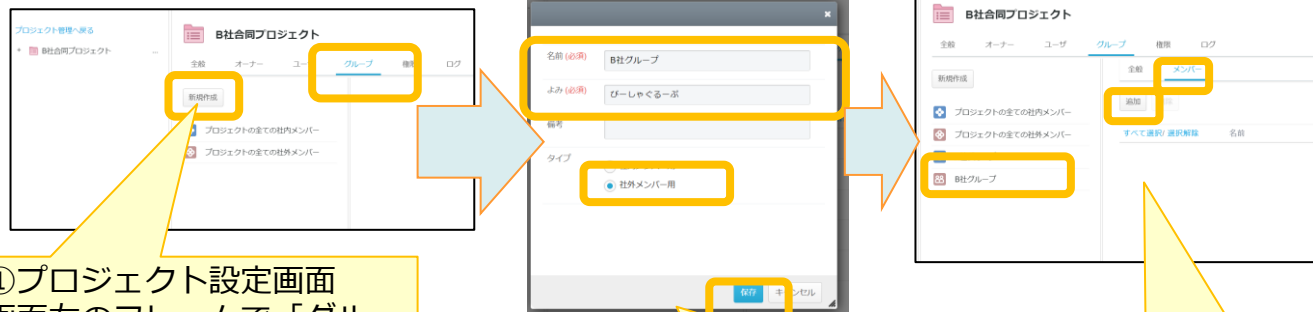 プロジェクト管理へ戻る
B社合同プロジェクト ...
B社合同プロジェクト
全般 オーナー ユーザ グループ 権限 ログ
新規作成
プロジェクトの全ての社内メンバー
プロジェクトの全ての社外メンバー
①プロジェクト設定画面
×
名前 (必須) B社グループ
よみ (必須) びーしゃぐるーぷ
備考
タイプ
社外メンバー用
保存 キャンセル
B社合同プロジェクト
全般 オーナー ユーザ グループ 権限 ログ
新規作成
プロジェクトの全ての社内メンバー
プロジェクトの全ての社外メンバー
B社グループ
全般 メンバー
追加
すべて選択/ 選択解除 名前